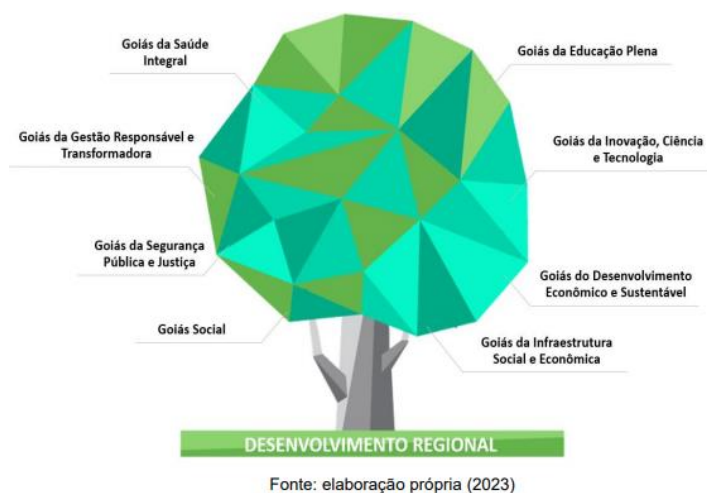 Goiás da Saúde
Integral
Goiás da Educação Plena
Goiás da Gestão Responsável e
Transformadora
Goiás da Inovação, Ciência
e Tecnologia
Goiás da Segurança
Pública e Justiça
Goiás do Desenvolvimento
Econômico e Sustentável
Goiás Social
Goiás da Infraestrutura
Social e Econômica
DESENVOLVIMENTO REGIONAL
Fonte: elaboração própria (2023)